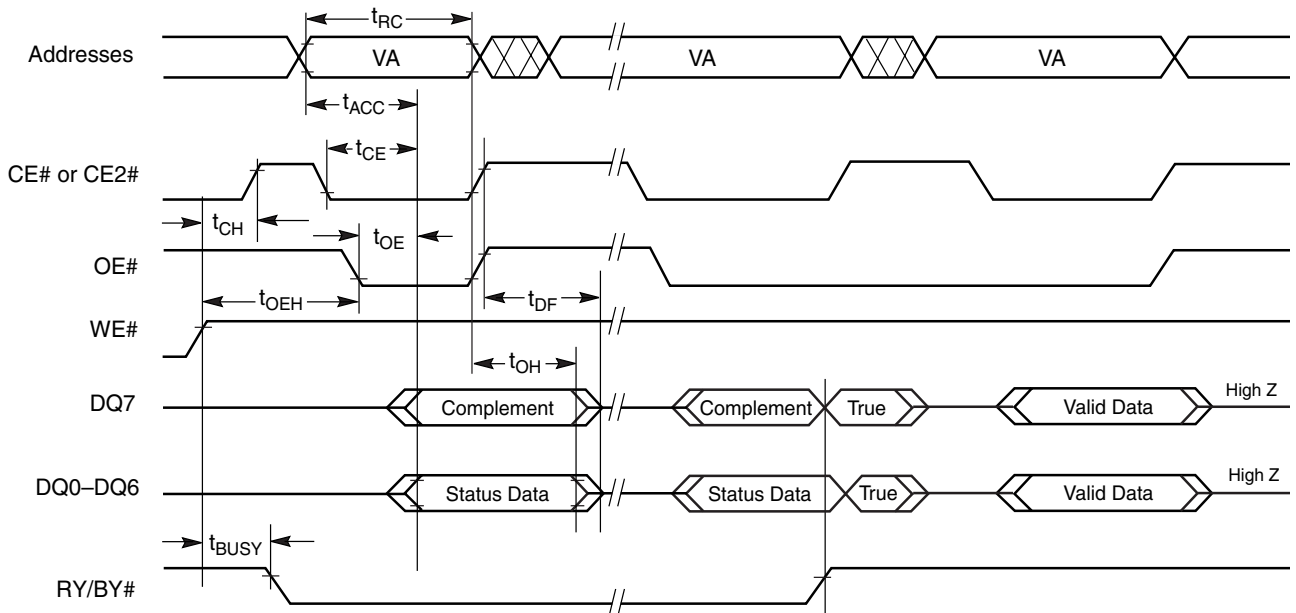 tRC
Addresses VA VA VA
tACC
tCE
CE# or CE2#
tCH
tOE
OE#
tOEH tDF
WE#
tOH
DQ7 Complement Complement True Valid Data High Z
DQ0–DQ6 Status Data Status Data True Valid Data High Z
tBUSY
RY/BY#